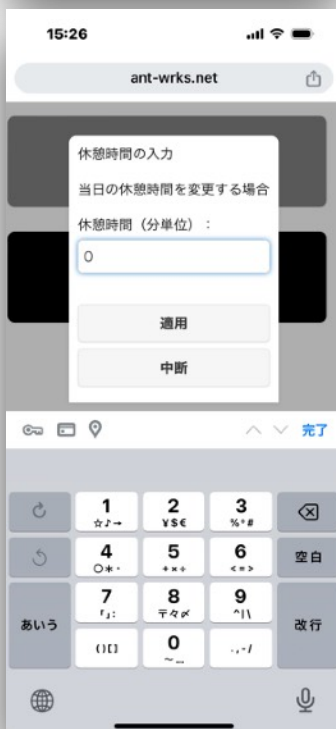 15:26
ant-wrks.net
休憩時間の入力
当日の休憩時間を変更する場合
休憩時間（分単位）：
0
適用
中断
完了
1
☆♪→
2
¥$€
3
%°#
4
○*・
5
+×÷
6
<=>
空白
あいう
7
「」:
8
〒々〆
9
^|\
改行
()[]
0
~…
.,-/